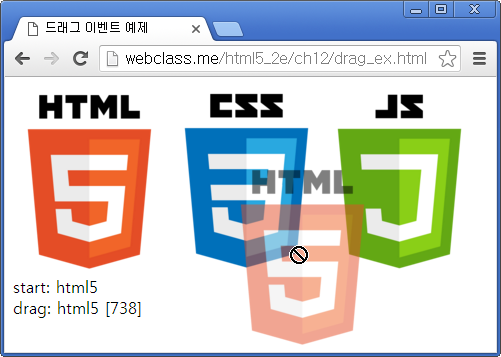 드래그 이벤트 예제
webclass.me/html5_2e/ch12/drag_ex.html
HTML CSS JS
HTML
start: html5
drag: html5 [738]